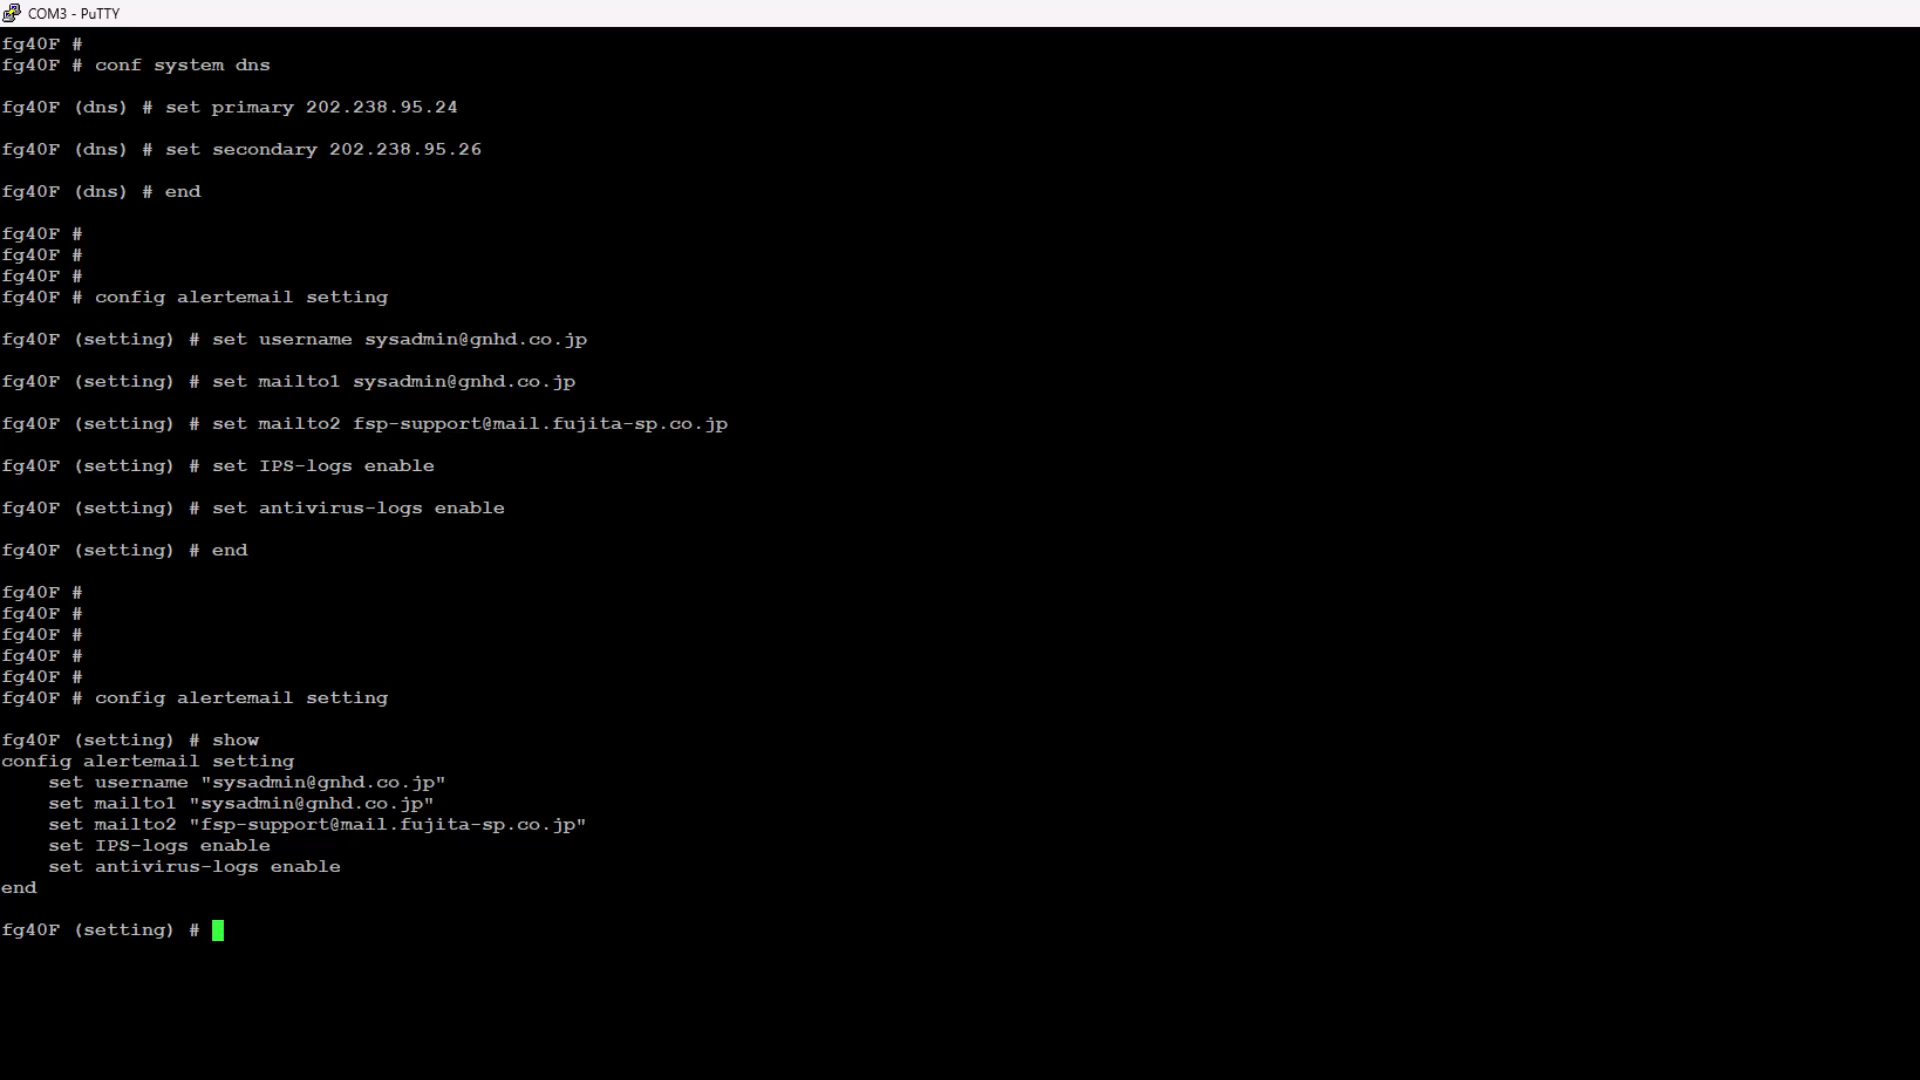 COM3 - PuTTY
fg40F #
fg40F # conf system dns
fg40F (dns) # set primary 202.238.95.24
fg40F (dns) # set secondary 202.238.95.26
fg40F (dns) # end
fg40F #
fg40F #
fg40F #
fg40F # config alertemail setting
fg40F (setting) # set username sysadmin@gnhd.co.jp
fg40F (setting) # set mailto1 sysadmin@gnhd.co.jp
fg40F (setting) # set mailto2 fsp-support@mail.fujita-sp.co.jp
fg40F (setting) # set IPS-logs enable
fg40F (setting) # set antivirus-logs enable
fg40F (setting) # end
fg40F #
fg40F #
fg40F #
fg40F #
fg40F #
fg40F # config alertemail setting
fg40F (setting) # show
config alertemail setting
    set username "sysadmin@gnhd.co.jp"
    set mailto1 "sysadmin@gnhd.co.jp"
    set mailto2 "fsp-support@mail.fujita-sp.co.jp"
    set IPS-logs enable
    set antivirus-logs enable
end
fg40F (setting) #